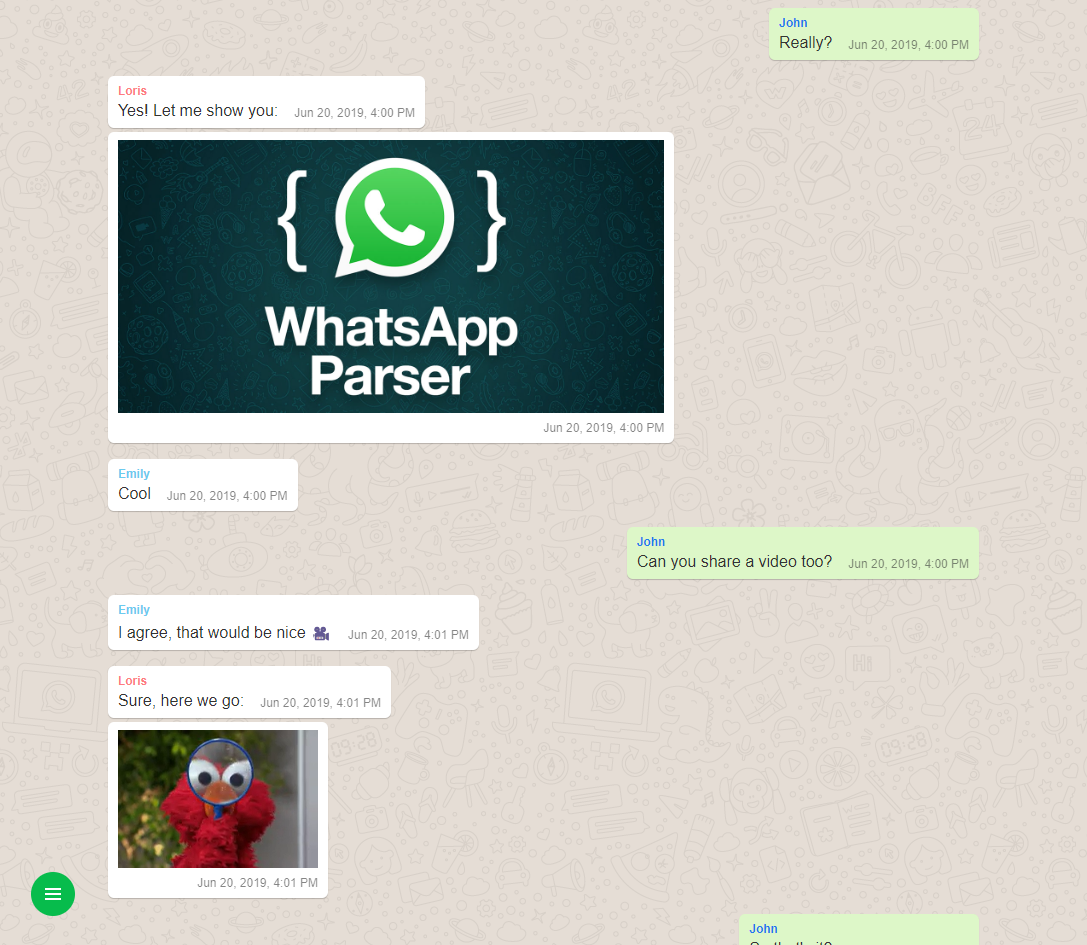 John
Really? Jun 20, 2019, 4:00 PM
Loris
Yes! Let me show you: Jun 20, 2019, 4:00 PM
{ }
WhatsApp
Parser
Jun 20, 2019, 4:00 PM
Emily
Cool Jun 20, 2019, 4:00 PM
John
Can you share a video too? Jun 20, 2019, 4:00 PM
Emily
I agree, that would be nice 🎥 Jun 20, 2019, 4:01 PM
Loris
Sure, here we go: Jun 20, 2019, 4:01 PM
Jun 20, 2019, 4:01 PM
John